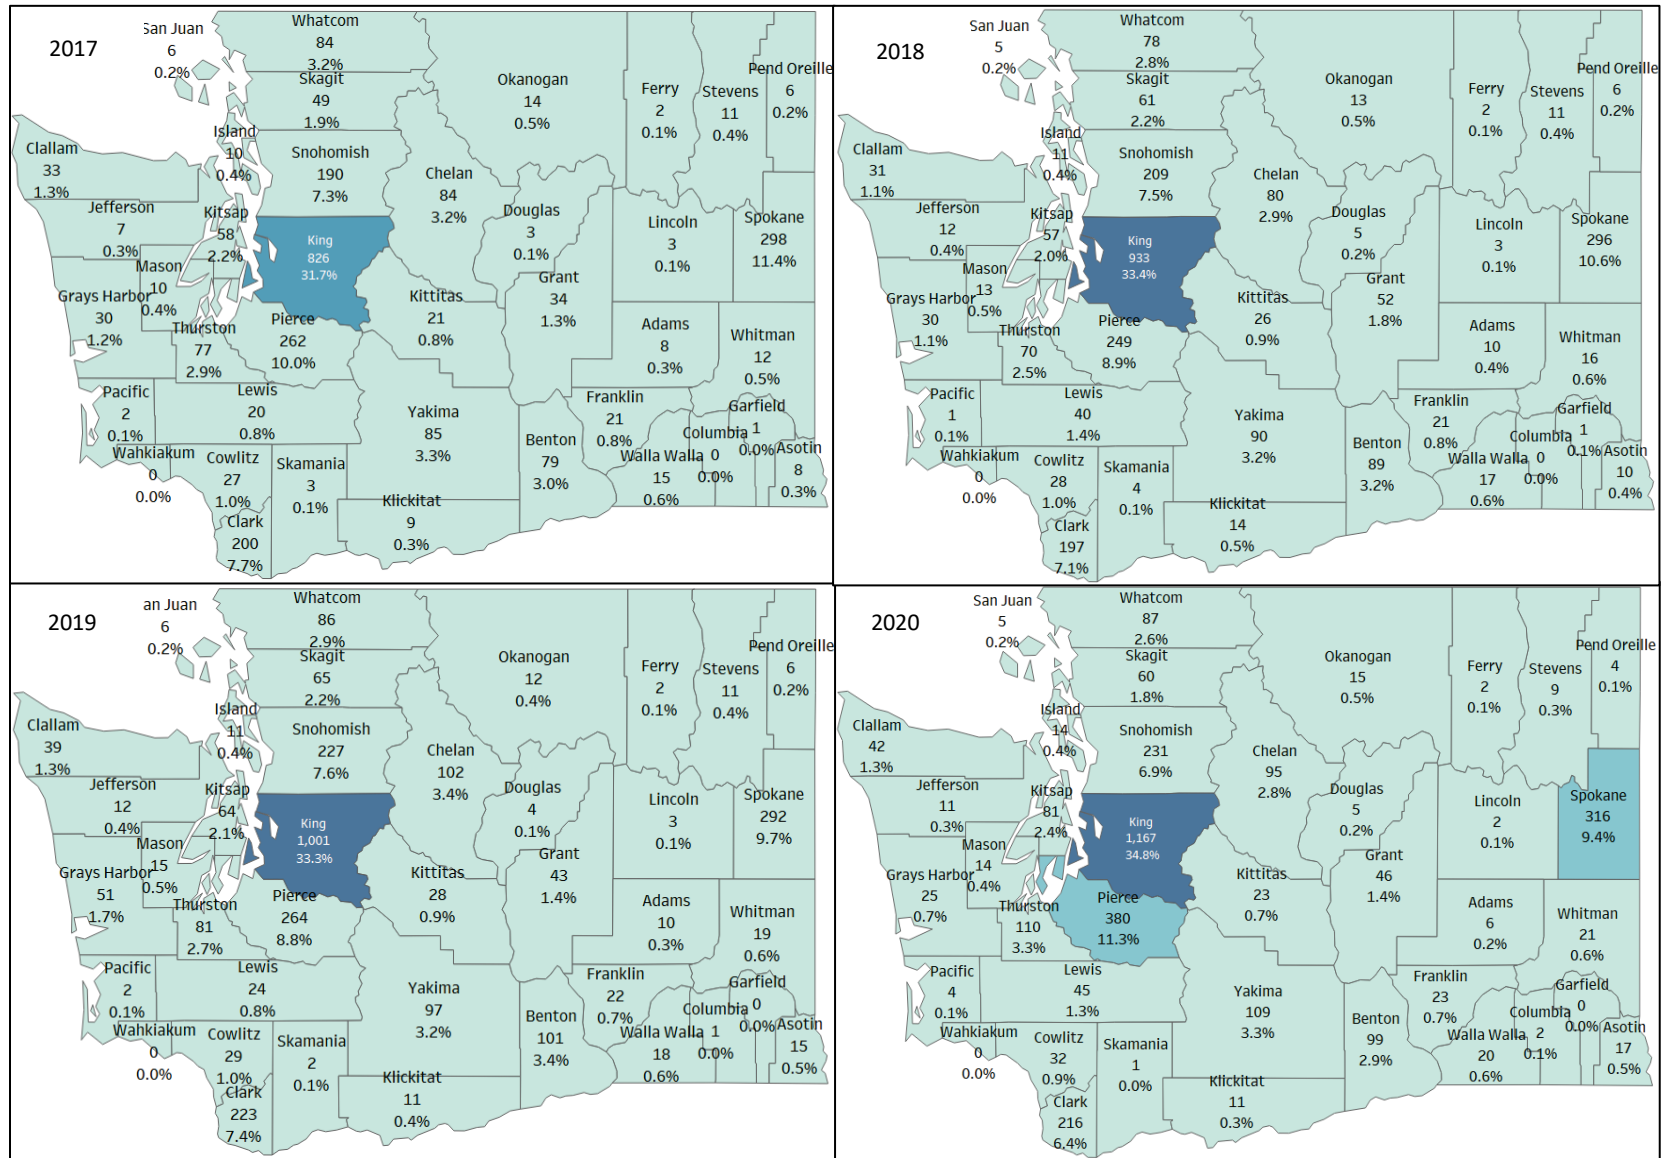 2017
San Juan
6
0.2%
Whatcom
84
3.2%
Skagit
49
1.9%
Okanogan
14
0.5%
Ferry
2
0.1%
Stevens
11
0.4%
Pend Oreille
6
0.2%
Island
10
0.4%
Clallam
33
1.3%
Snohomish
190
7.3%
Chelan
84
3.2%
Jefferson
7
0.3%
Kitsap
58
2.2%
Douglas
3
0.1%
Lincoln
3
0.1%
Spokane
298
11.4%
King
826
31.7%
Mason
10
0.4%
Grays Harbor
30
1.2%
Grant
34
1.3%
Kittitas
21
0.8%
Thurston
77
2.9%
Pierce
262
10.0%
Adams
8
0.3%
Whitman
12
0.5%
Pacific
2
0.1%
Lewis
20
0.8%
Yakima
85
3.3%
Franklin
21
0.8%
Garfield
1
0.0%
Benton
79
3.0%
Columbia
0
0.0%
Wahkiakum
0
0.0%
Cowlitz
27
1.0%
Skamania
3
0.1%
Walla Walla
15
0.6%
Asotin
8
0.3%
Klickitat
9
0.3%
Clark
200
7.7%
2018
San Juan
5
0.2%
Whatcom
78
2.8%
Skagit
61
2.2%
Okanogan
13
0.5%
Ferry
2
0.1%
Stevens
11
0.4%
Pend Oreille
6
0.2%
Island
11
0.4%
Clallam
31
1.1%
Snohomish
209
7.5%
Chelan
80
2.9%
Jefferson
12
0.4%
Kitsap
57
2.0%
Douglas
5
0.2%
Lincoln
3
0.1%
Spokane
296
10.6%
King
933
33.4%
Mason
13
0.5%
Grays Harbor
30
1.1%
Grant
52
1.8%
Kittitas
26
0.9%
Thurston
70
2.5%
Pierce
249
8.9%
Adams
10
0.4%
Whitman
16
0.6%
Pacific
1
0.1%
Lewis
40
1.4%
Yakima
90
3.2%
Franklin
21
0.8%
Garfield
1
0.1%
Benton
89
3.2%
Columbia
0
0.0%
Wahkiakum
0
0.0%
Cowlitz
28
1.0%
Skamania
4
0.1%
Walla Walla
17
0.6%
Asotin
10
0.4%
Klickitat
14
0.5%
Clark
197
7.1%
2019
an Juan
6
0.2%
Whatcom
86
2.9%
Skagit
65
2.2%
Okanogan
12
0.4%
Ferry
2
0.1%
Stevens
11
0.4%
Pend Oreille
6
0.2%
Island
11
0.4%
Clallam
39
1.3%
Snohomish
227
7.6%
Chelan
102
3.4%
Jefferson
12
0.4%
Kitsap
64
2.1%
Douglas
4
0.1%
Lincoln
3
0.1%
Spokane
292
9.7%
King
1,001
33.3%
Mason
15
0.5%
Grays Harbor
51
1.7%
Grant
43
1.4%
Kittitas
28
0.9%
Thurston
81
2.7%
Pierce
264
8.8%
Adams
10
0.3%
Whitman
19
0.6%
Pacific
2
0.1%
Lewis
24
0.8%
Yakima
97
3.2%
Franklin
22
0.7%
Garfield
0
0.0%
Benton
101
3.4%
Columbia
1
0.0%
Wahkiakum
0
0.0%
Cowlitz
29
1.0%
Skamania
2
0.1%
Walla Walla
18
0.6%
Asotin
15
0.5%
Klickitat
11
0.4%
Clark
223
7.4%
2020
San Juan
5
0.2%
Whatcom
87
2.6%
Skagit
60
1.8%
Okanogan
15
0.5%
Ferry
2
0.1%
Stevens
9
0.3%
Pend Oreille
4
0.1%
Island
14
0.4%
Clallam
42
1.3%
Snohomish
231
6.9%
Chelan
95
2.8%
Jefferson
11
0.3%
Kitsap
81
2.4%
Douglas
5
0.2%
Lincoln
2
0.1%
Spokane
316
9.4%
King
1,167
34.8%
Mason
14
0.4%
Grays Harbor
25
0.7%
Grant
46
1.4%
Kittitas
23
0.7%
Thurston
110
3.3%
Pierce
380
11.3%
Adams
6
0.2%
Whitman
21
0.6%
Pacific
4
0.1%
Lewis
45
1.3%
Yakima
109
3.3%
Franklin
23
0.7%
Garfield
0
0.0%
Benton
99
2.9%
Columbia
2
0.1%
Wahkiakum
0
0.0%
Cowlitz
32
0.9%
Skamania
1
0.0%
Walla Walla
20
0.6%
Asotin
17
0.5%
Klickitat
11
0.3%
Clark
216
6.4%